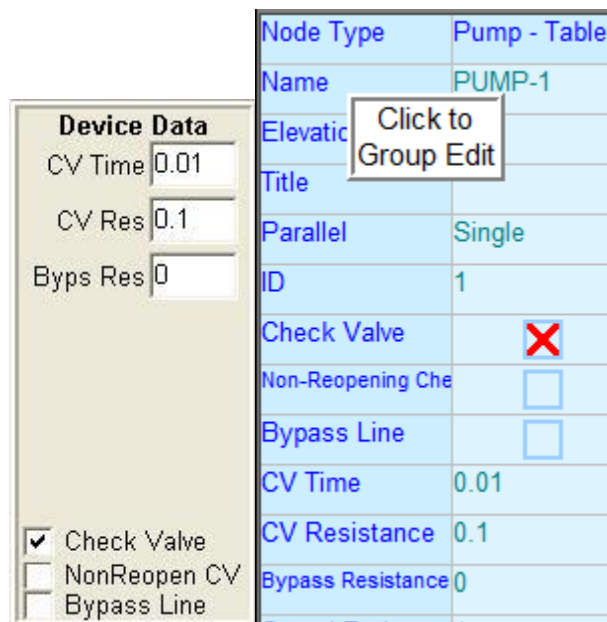 Device Data
CV Time 0.01
CV Res 0.1
Byps Res 0
Check Valve
NonReopen CV
Bypass Line
Node Type Pump - Table
Name PUMP-1
Click to
Group Edit
Elevatio
Title
Parallel Single
ID 1
Check Valve
Non-Reopening Che
Bypass Line
CV Time 0.01
CV Resistance 0.1
Bypass Resistance 0